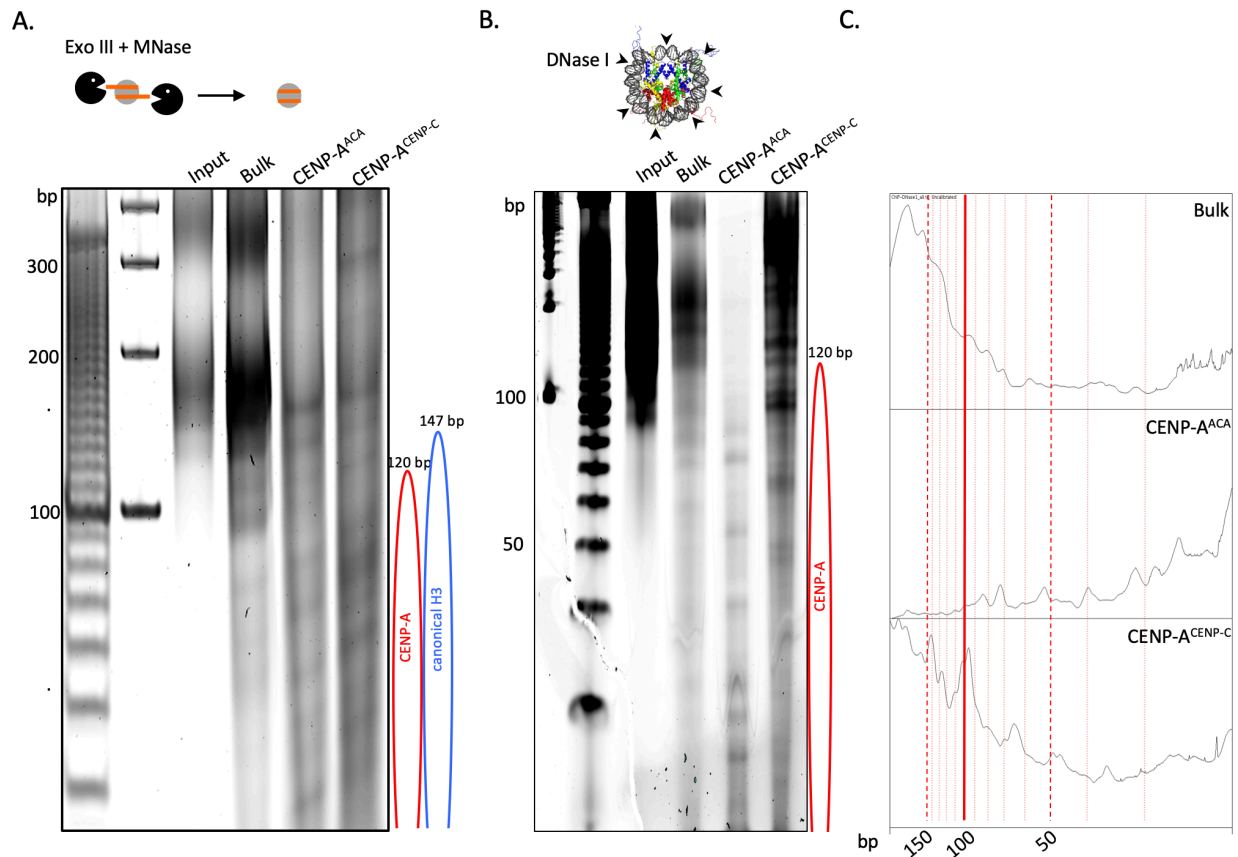 A.
Exo III + MNase
Input
Bulk
CENP-A^ACA
CENP-A^CENP-C
bp
300
200
100
147 bp
120 bp
CENP-A
canonical H3
B.
DNase I
Input
Bulk
CENP-A^ACA
CENP-A^CENP-C
bp
100
50
120 bp
CENP-A
C.
Bulk
CENP-A^ACA
CENP-A^CENP-C
bp
150
100
50